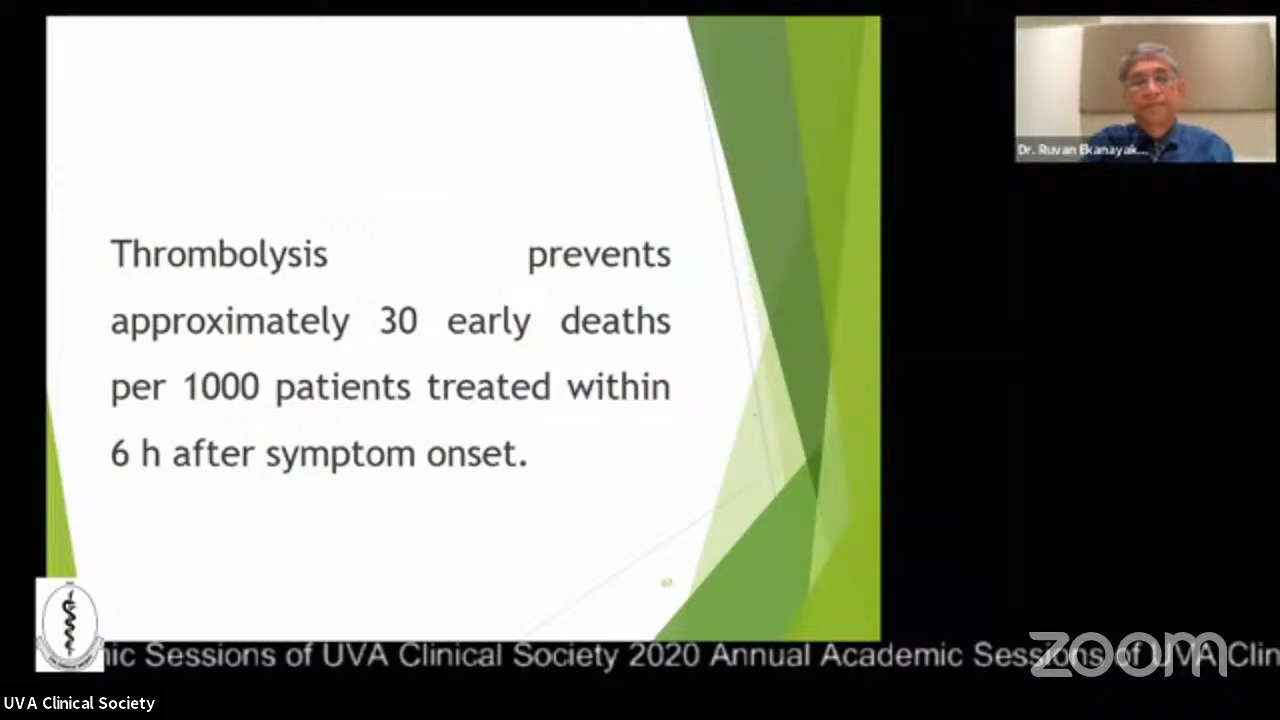 Thrombolysis prevents
approximately 30 early deaths
per 1000 patients treated within
6 h after symptom onset.
Dr. Ruvan Ekanayak...
nic Sessions of UVA Clinical Society 2020 Annual Academic Sessions of UVA Clin
zoom
UVA Clinical Society